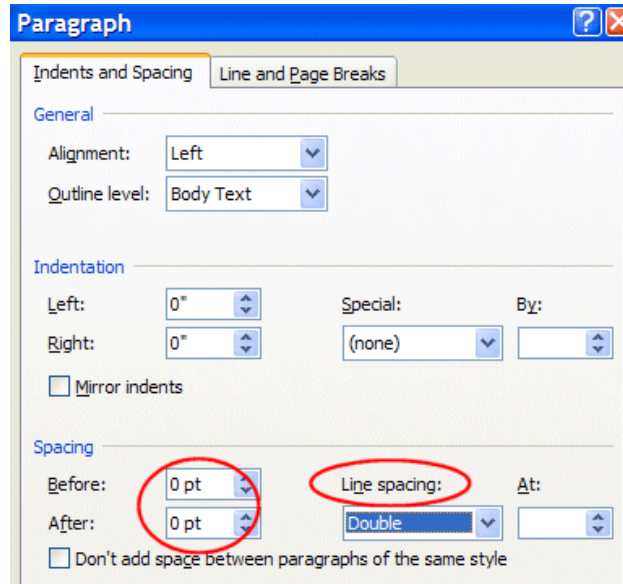 Paragraph
Indents and Spacing Line and Page Breaks
General
Alignment: Left
Outline level: Body Text
Indentation
Left: 0" Special: By:
Right: 0" (none)
Mirror indents
Spacing
Before: 0 pt Line spacing: At:
After: 0 pt Double
Don't add space between paragraphs of the same style